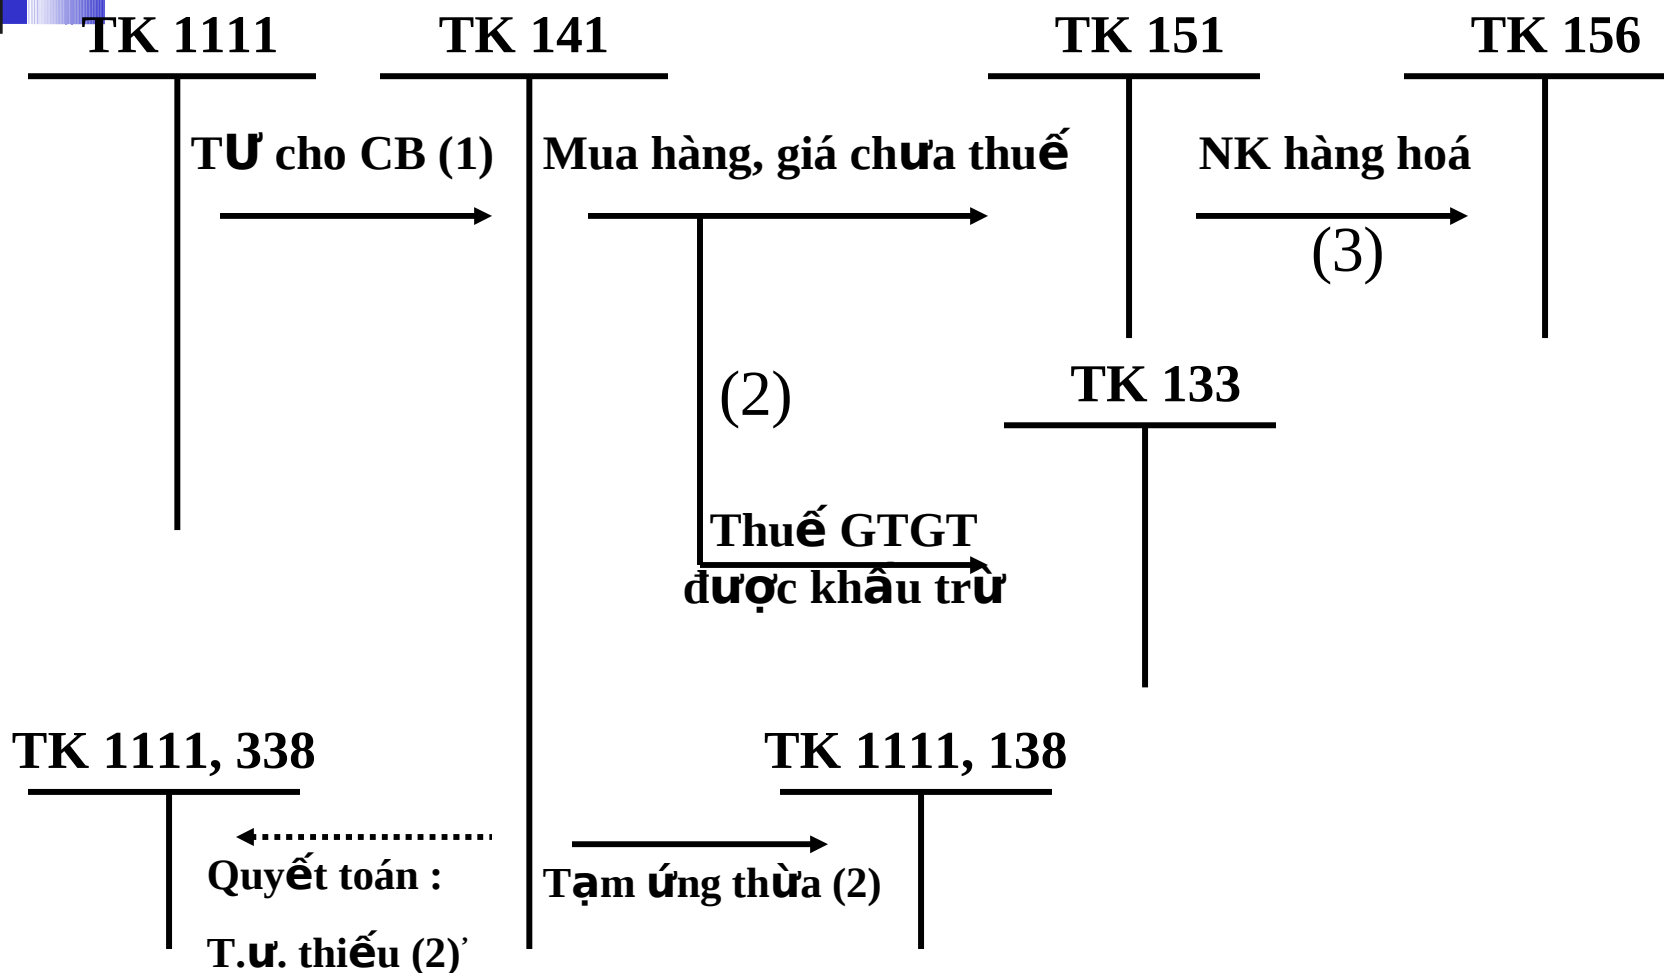 TK 1111
TK 141
TK 151
TK 156
TƯ cho CB (1)
Mua hàng, giá chưa thuế
NK hàng hoá
(3)
(2)
TK 133
Thuế GTGT
được khấu trừ
TK 1111, 338
TK 1111, 138
Quyết toán :
T.ư. thiếu (2)’
Tạm ứng thừa (2)